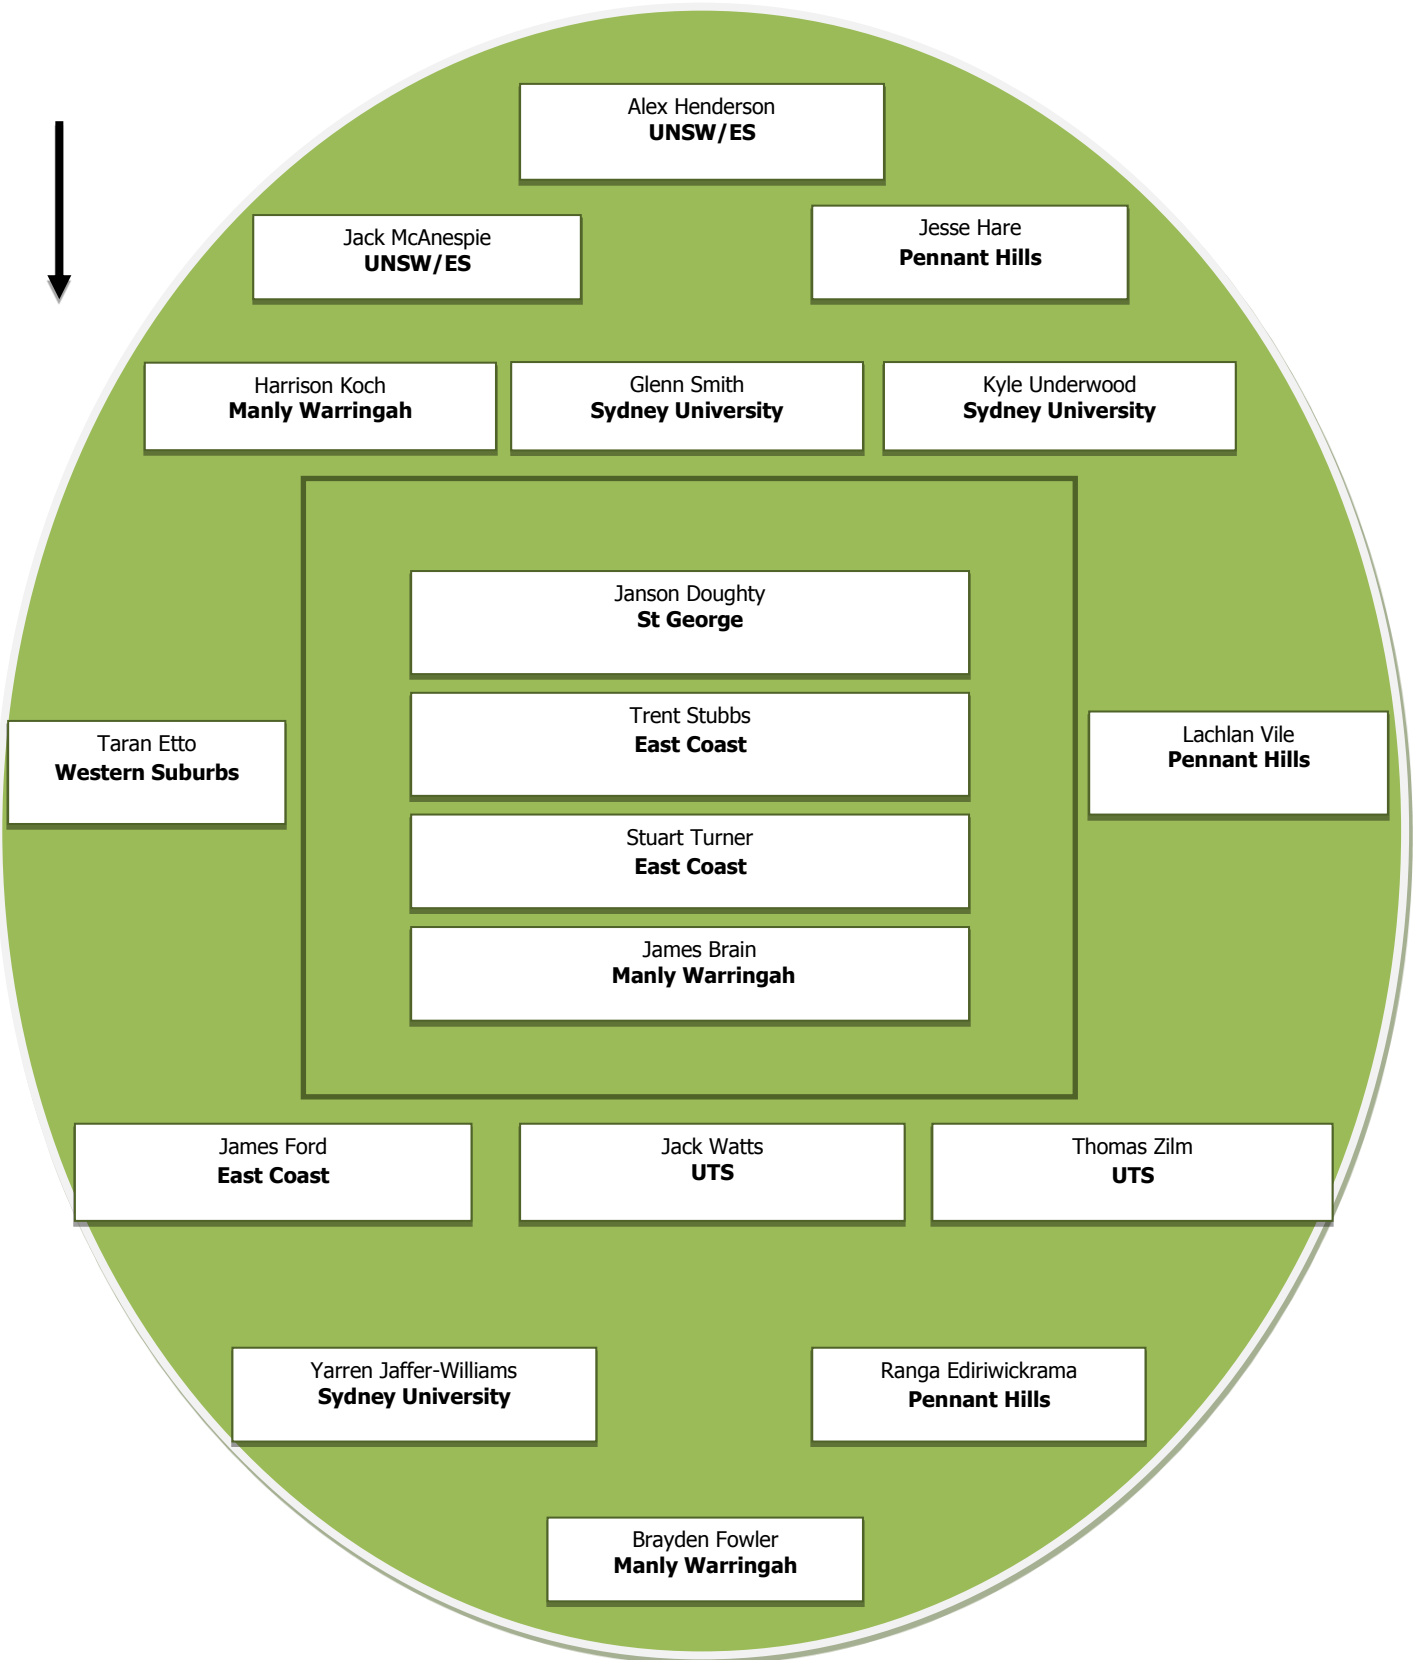 Alex Henderson
UNSW/ES
Jack McAnespie
UNSW/ES
Jesse Hare
Pennant Hills
Harrison Koch
Manly Warringah
Glenn Smith
Sydney University
Kyle Underwood
Sydney University
Janson Doughty
St George
Trent Stubbs
East Coast
Taran Etto
Western Suburbs
Lachlan Vile
Pennant Hills
Stuart Turner
East Coast
James Brain
Manly Warringah
James Ford
East Coast
Jack Watts
UTS
Thomas Zilm
UTS
Yarren Jaffer-Williams
Sydney University
Ranga Ediriwickrama
Pennant Hills
Brayden Fowler
Manly Warringah